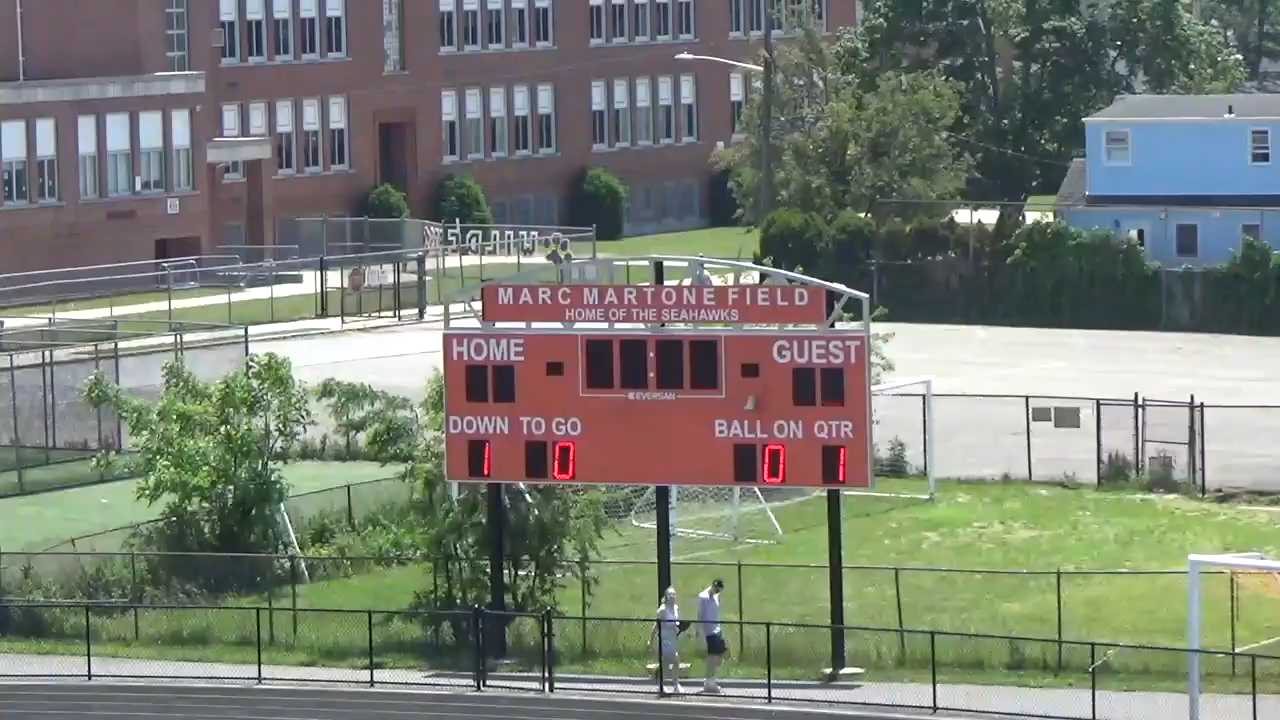 MARC MARTONE FIELD
HOME OF THE SEAHAWKS
HOME GUEST
EVERSAN
DOWN TO GO BALL ON QTR
1 0 0 1